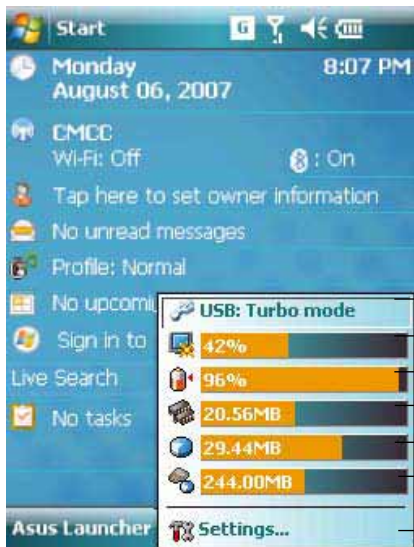 Start G
Monday 8:07 PM
August 06, 2007
CMCC
Wi-Fi: Off : On
Tap here to set owner information
No unread messages
Profile: Normal
No upcomi
USB: Turbo mode
Sign in to
42%
Live Search
96%
No tasks
20.56MB
29.44MB
244.00MB
Asus Launcher
Settings...